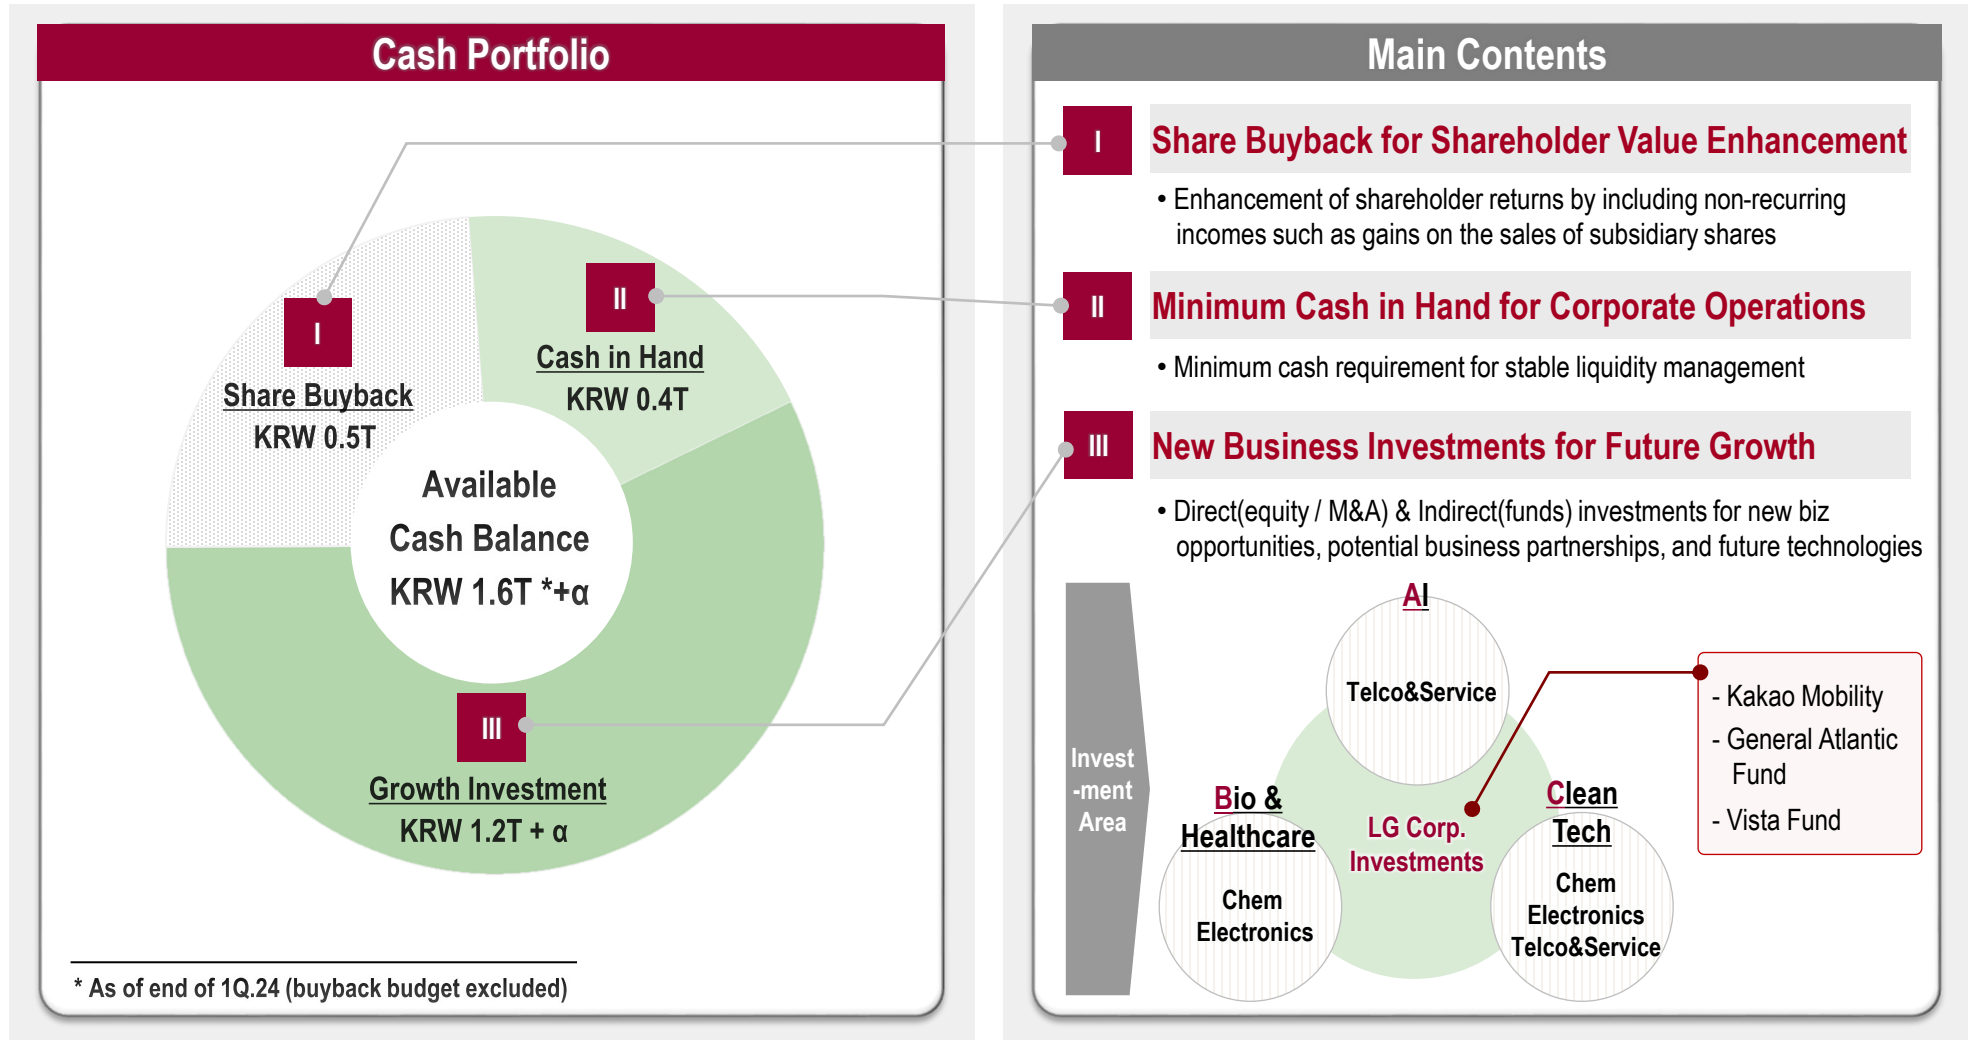 Cash Portfolio
I
Share Buyback
KRW 0.5T
II
Cash in Hand
KRW 0.4T
Available
Cash Balance
KRW 1.6T *+α
III
Growth Investment
KRW 1.2T + α
* As of end of 1Q.24 (buyback budget excluded)
Main Contents
I
Share Buyback for Shareholder Value Enhancement
• Enhancement of shareholder returns by including non-recurring
incomes such as gains on the sales of subsidiary shares
II
Minimum Cash in Hand for Corporate Operations
• Minimum cash requirement for stable liquidity management
III
New Business Investments for Future Growth
• Direct(equity / M&A) & Indirect(funds) investments for new biz
opportunities, potential business partnerships, and future technologies
Invest
-ment
Area
AI
Telco&Service
Bio &
Healthcare
Chem
Electronics
LG Corp.
Investments
Clean
Tech
Chem
Electronics
Telco&Service
- Kakao Mobility
- General Atlantic
Fund
- Vista Fund